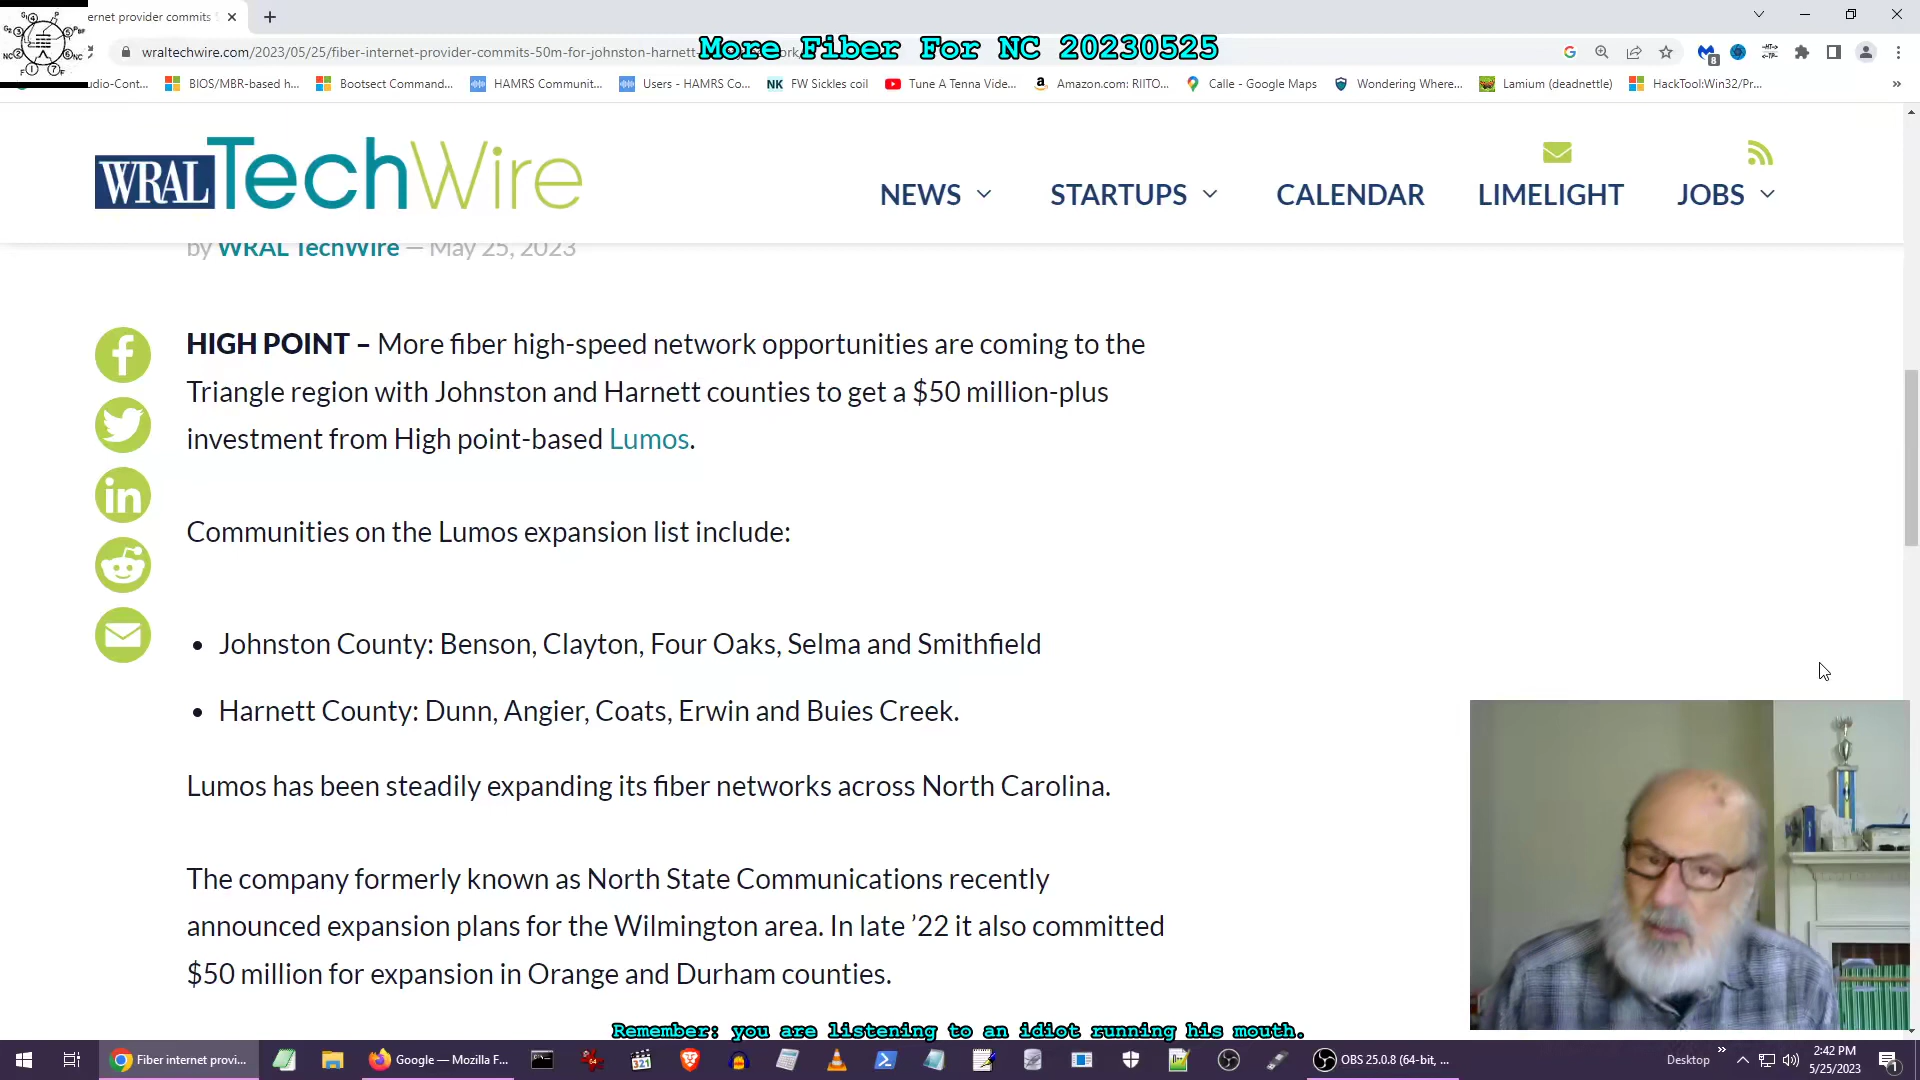 ernet provider commits
wraltechwire.com/2023/05/25/fiber-internet-provider-commits-50m-for-johnston-harnett-
More Fiber For NC 20230525
udio-Cont...
BIOS/MBR-based h...
Bootsect Command...
HAMRS Communit...
Users - HAMRS Co...
NK FW Sickles coil
Tune A Tenna Vide...
Amazon.com: RIITO...
Calle - Google Maps
Wondering Where...
Lamium (deadnettle)
HackTool:Win32/Pr...
WRAL TechWire
NEWS
STARTUPS
CALENDAR
LIMELIGHT
JOBS
by WRAL TechWire — May 25, 2023
HIGH POINT – More fiber high-speed network opportunities are coming to the
Triangle region with Johnston and Harnett counties to get a $50 million-plus
investment from High point-based Lumos.
Communities on the Lumos expansion list include:
• Johnston County: Benson, Clayton, Four Oaks, Selma and Smithfield
• Harnett County: Dunn, Angier, Coats, Erwin and Buies Creek.
Lumos has been steadily expanding its fiber networks across North Carolina.
The company formerly known as North State Communications recently
announced expansion plans for the Wilmington area. In late ’22 it also committed
$50 million for expansion in Orange and Durham counties.
Remember: you are listening to an idiot running his mouth.
Fiber internet provi...
Google — Mozilla F...
OBS 25.0.8 (64-bit, ...
Desktop
2:42 PM
5/25/2023